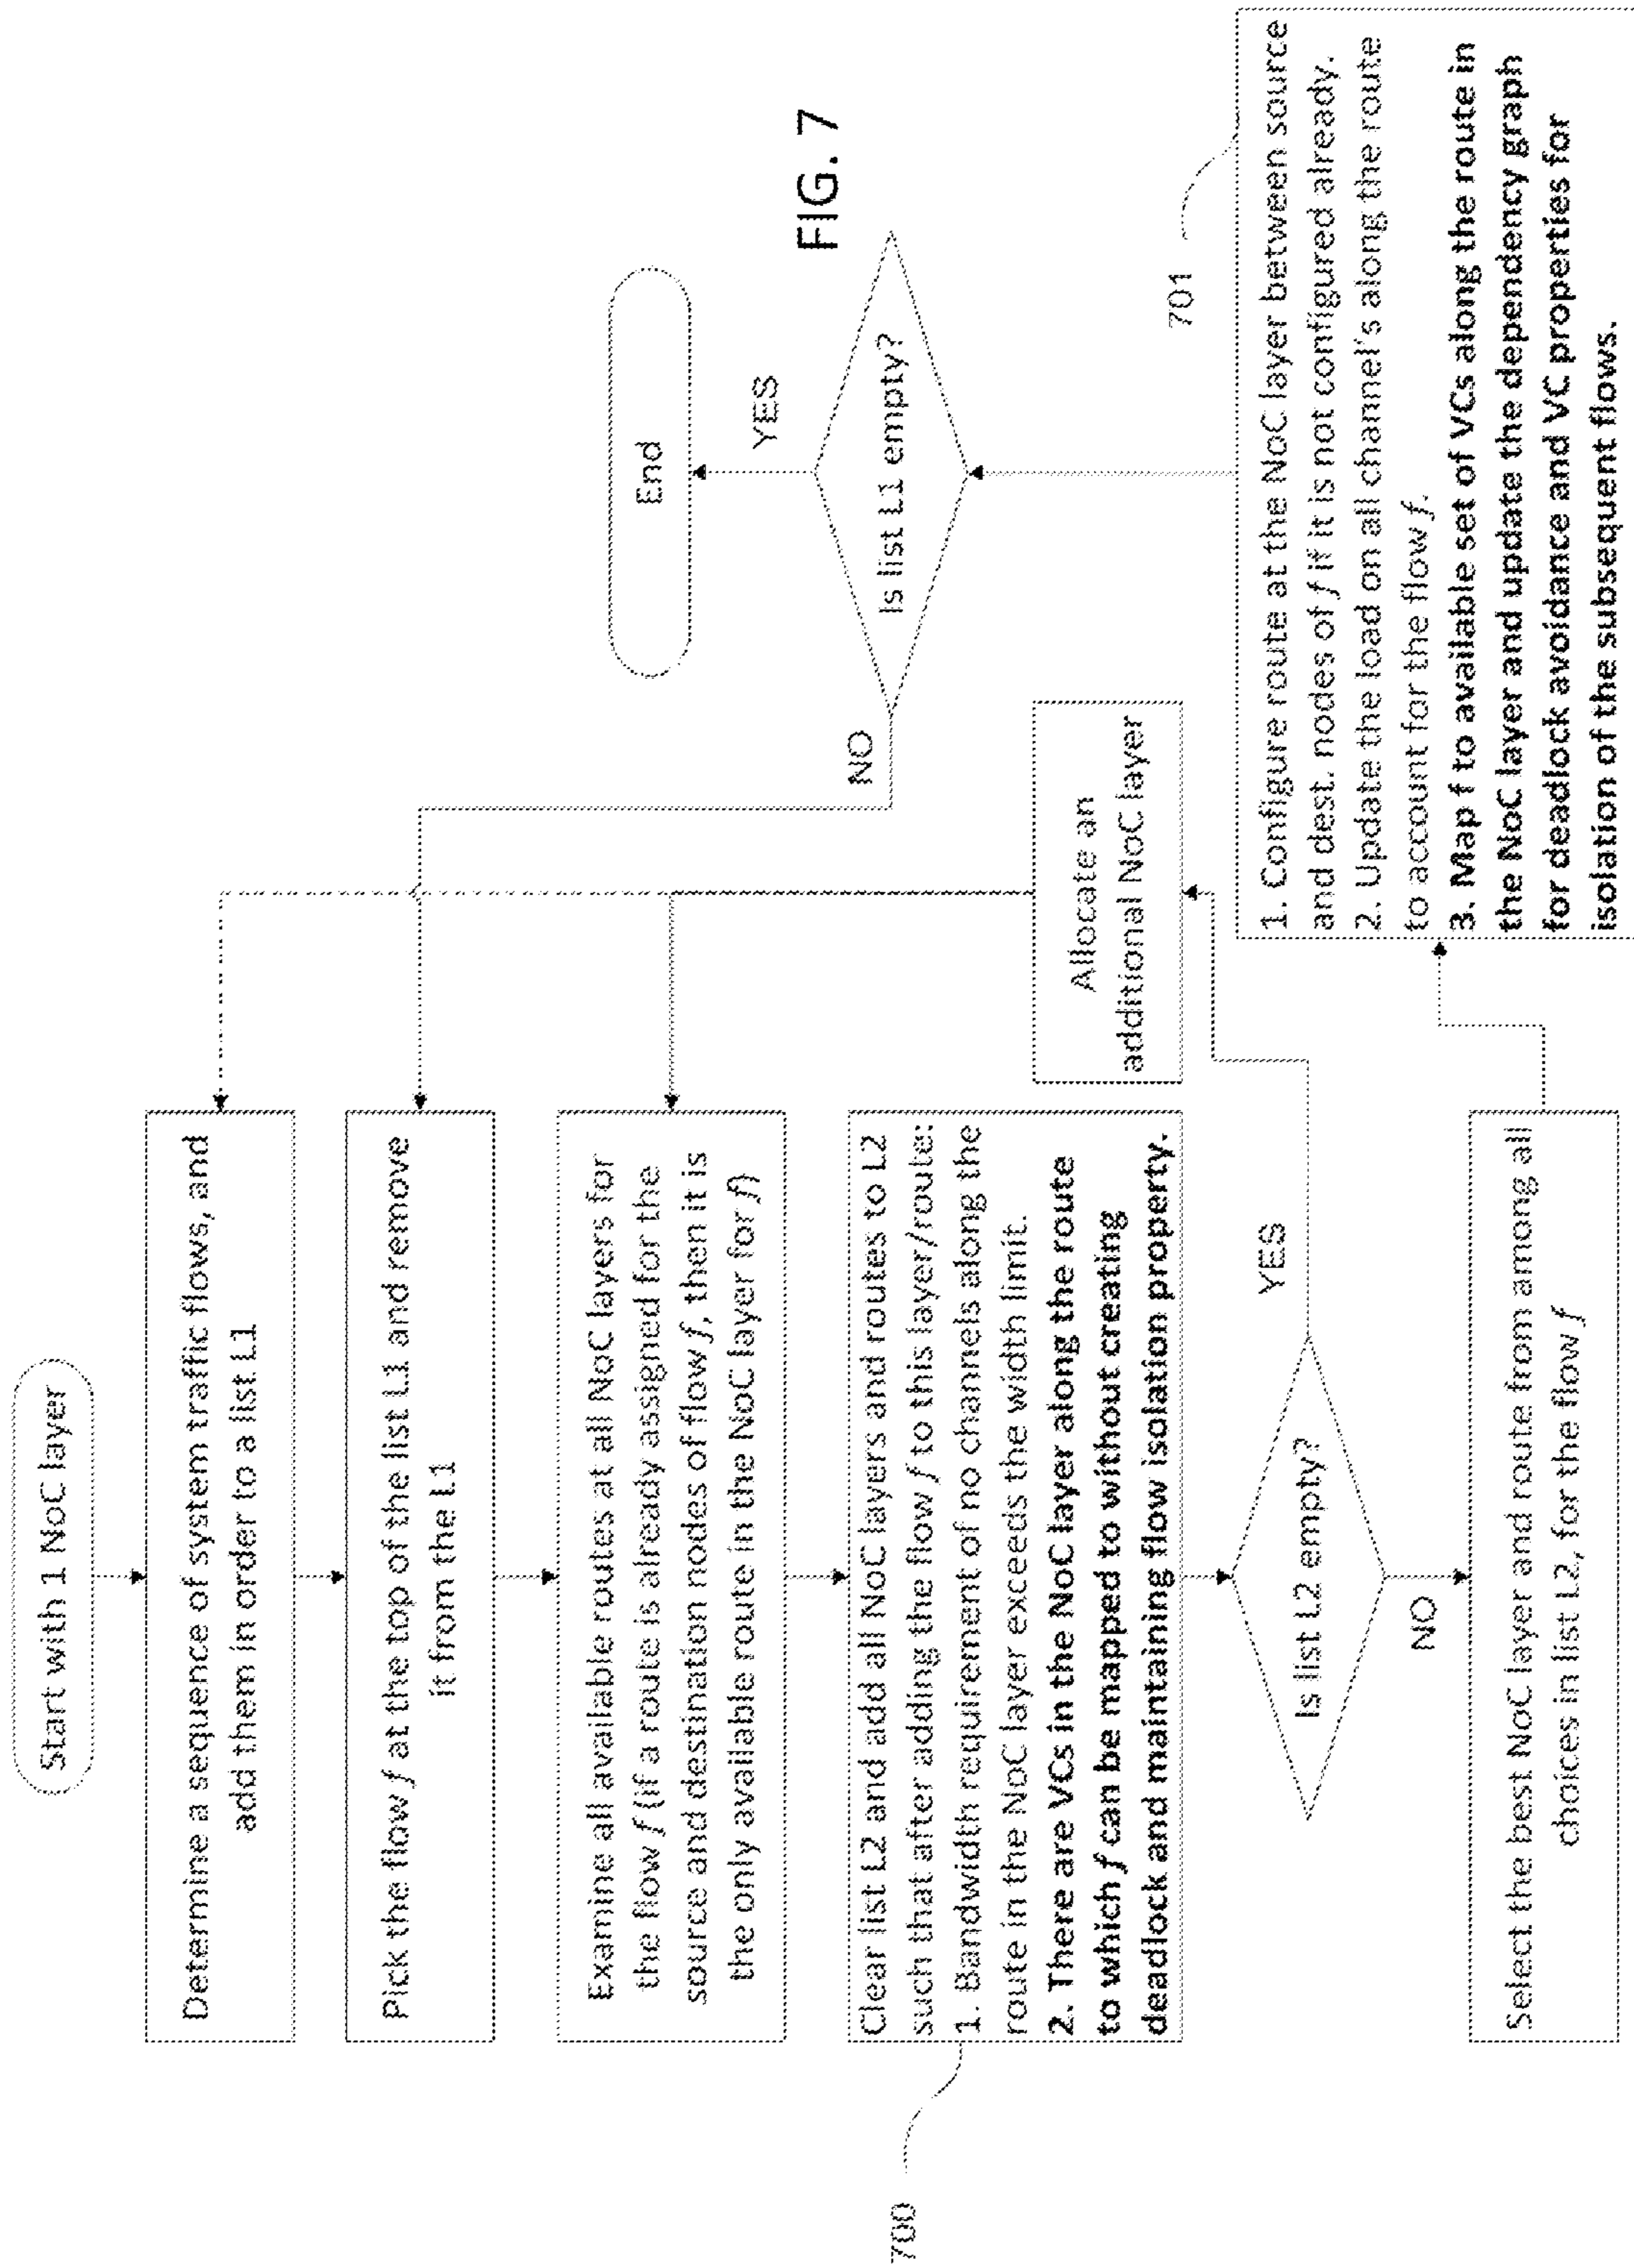 Start with 1 NoC layer
Determine a sequence of system traffic flows, and
add them in order to a list L1
Pick the flow f at the top of the list L1 and remove
it from the L1
Examine all available routes at all NoC layers for
the flow f (if a route is already assigned for the
source and destination nodes of flow f, then it is
the only available route in the NoC layer for f)
700
Clear list L2 and add all NoC layers and routes to L2
such that after adding the flow f to this layer/route:
1. Bandwidth requirement of no channels along the
route in the NoC layer exceeds the width limit.
2. There are VCs in the NoC layer along the route
to which f can be mapped to without creating
deadlock and maintaining flow isolation property.
Is list L2 empty?
YES
NO
Allocate an
additional NoC layer
Select the best NoC layer and route from among all
choices in list L2, for the flow f
701
1. Configure route at the NoC layer between source
and dest. nodes of f if it is not configured already.
2. Update the load on all channel's along the route
to account for the flow f.
3. Map f to available set of VCs along the route in
the NoC layer and update the dependency graph
for deadlock avoidance and VC properties for
isolation of the subsequent flows.
Is list L1 empty?
NO
YES
End
FIG. 7